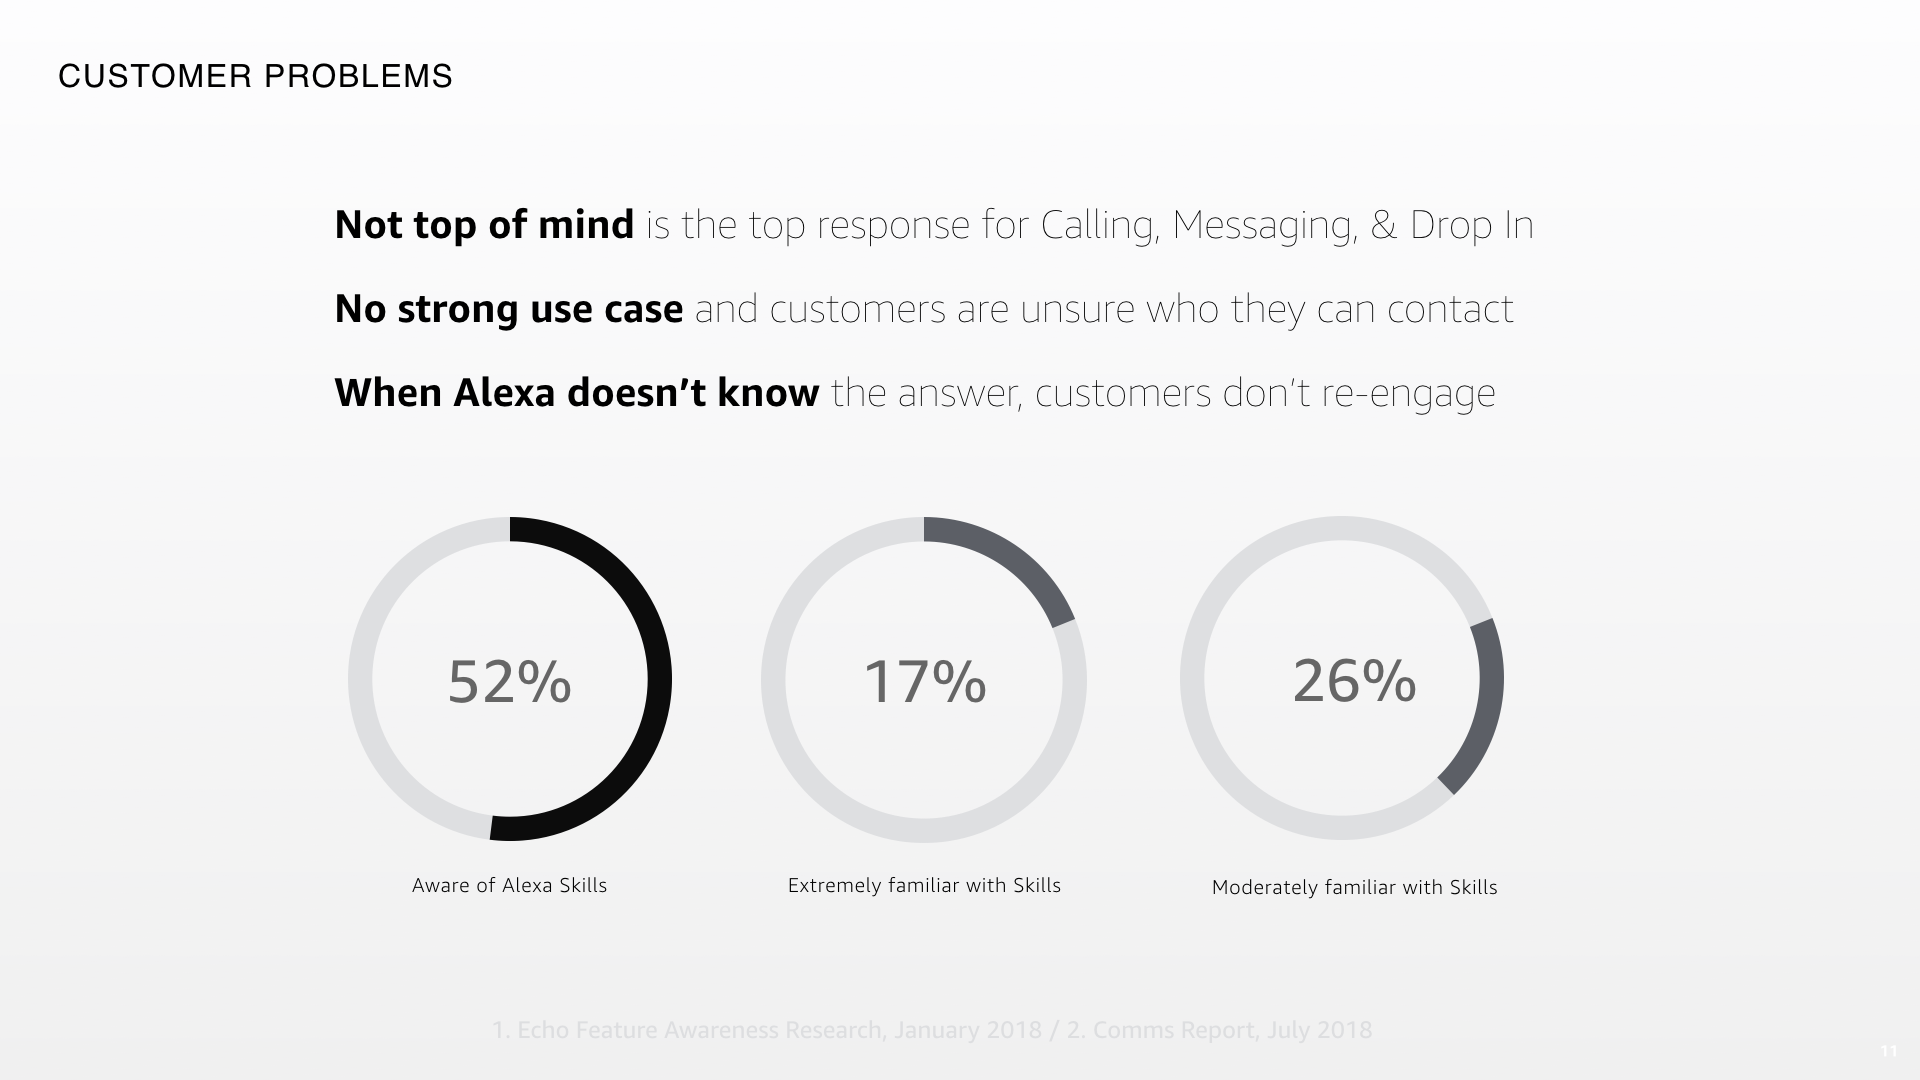 CUSTOMER PROBLEMS
Not top of mind is the top response for Calling, Messaging, & Drop In
No strong use case and customers are unsure who they can contact
When Alexa doesn’t know the answer, customers don’t re-engage
52%
17%
26%
Aware of Alexa Skills
Extremely familiar with Skills
Moderately familiar with Skills
1. Echo Feature Awareness Research, January 2018 / 2. Comms Report, July 2018
11